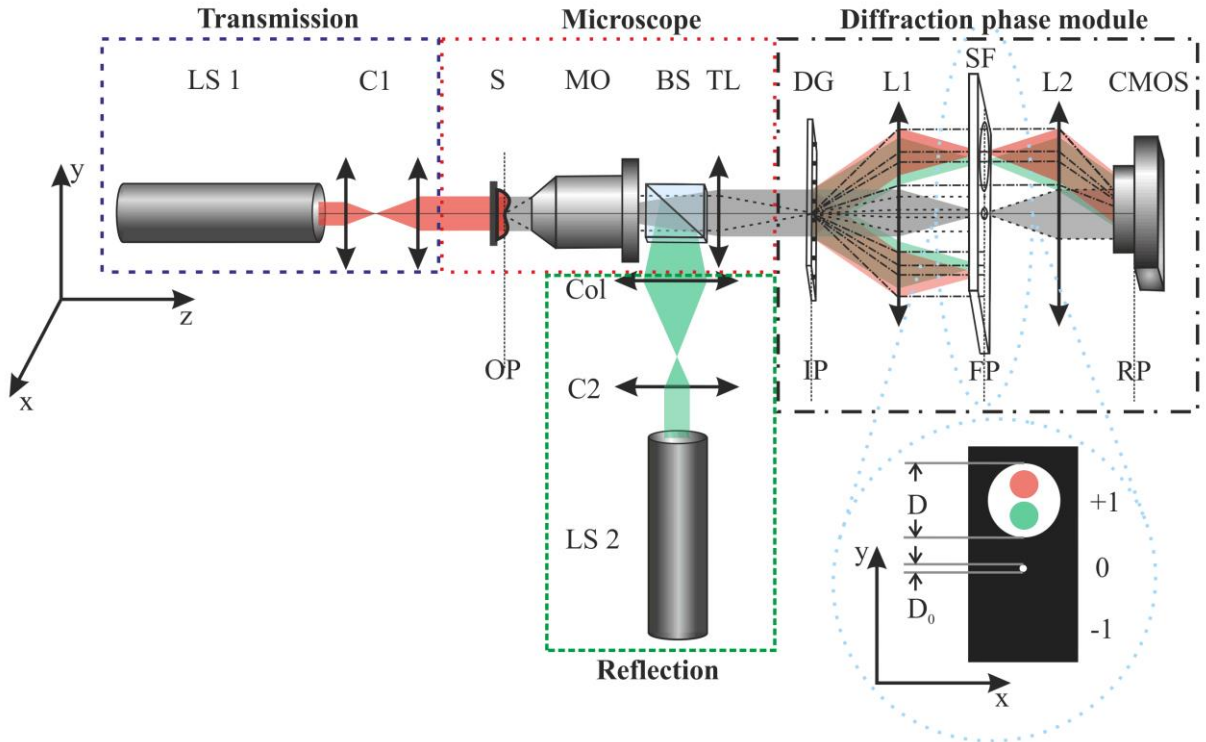 Transmission
Microscope
Diffraction phase module
LS 1
C1
S
MO
BS
TL
DG
L1
SF
L2
CMOS
y
z
x
Col
OP
IP
FP
RP
C2
LS 2
Reflection
D
+1
y
0
D₀
-1
x